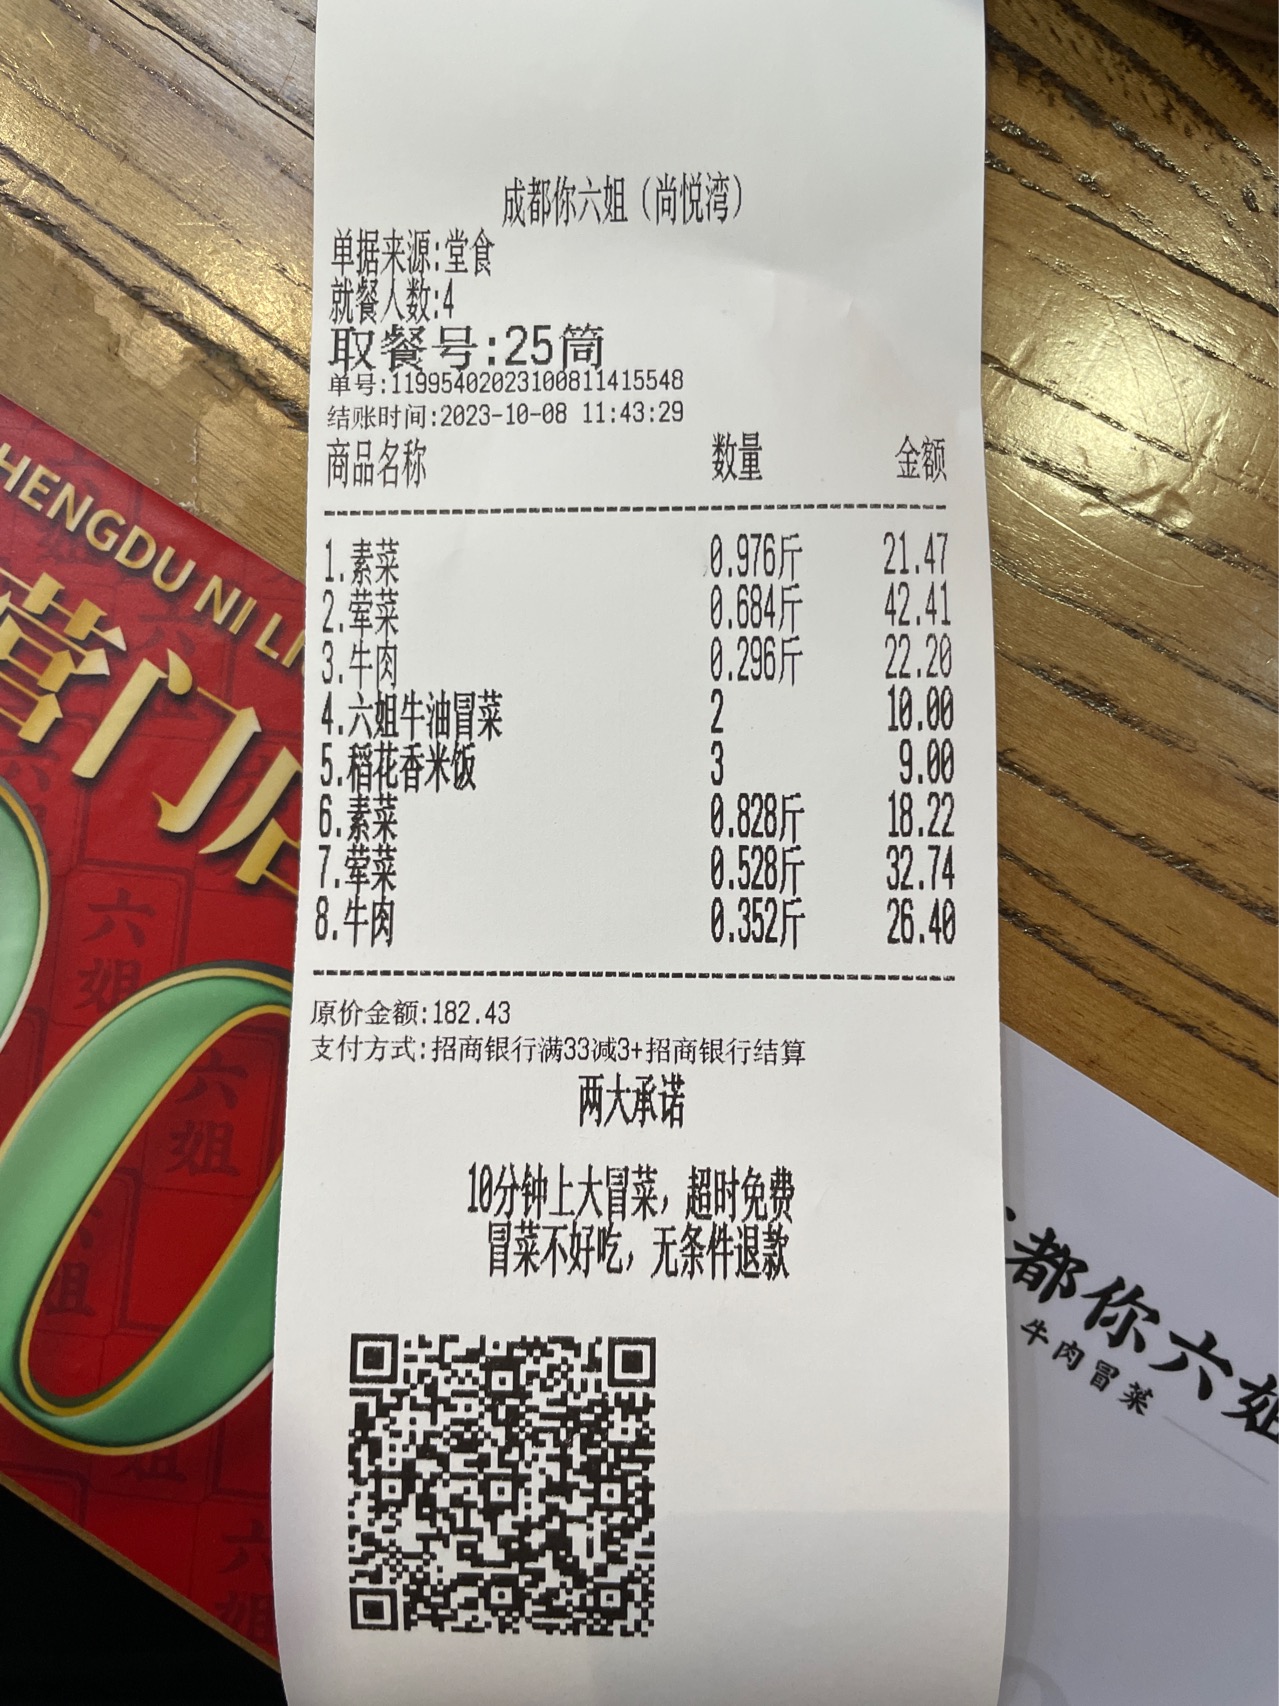 成都你六姐（尚悦湾）
单据来源:堂食
就餐人数:4
取餐号:25筒
单号:119954020231008114155​48
结账时间:2023-10-08 11:43:29
商品名称 数量 金额
1.素菜 0.976斤 21.47
2.荤菜 0.684斤 42.41
3.牛肉 0.296斤 22.20
4.六姐牛油冒菜 2 10.00
5.稻花香米饭 3 9.00
6.素菜 0.828斤 18.22
7.荤菜 0.528斤 32.74
8.牛肉 0.352斤 26.40
原价金额:182.43
支付方式:招商银行满33减3+招商银行结算
两大承诺
10分钟上大冒菜，超时免费
冒菜不好吃，无条件退款
HENGDU NI LI
营门店
0
六姐
六姐
六姐
都你六姐
牛肉冒菜